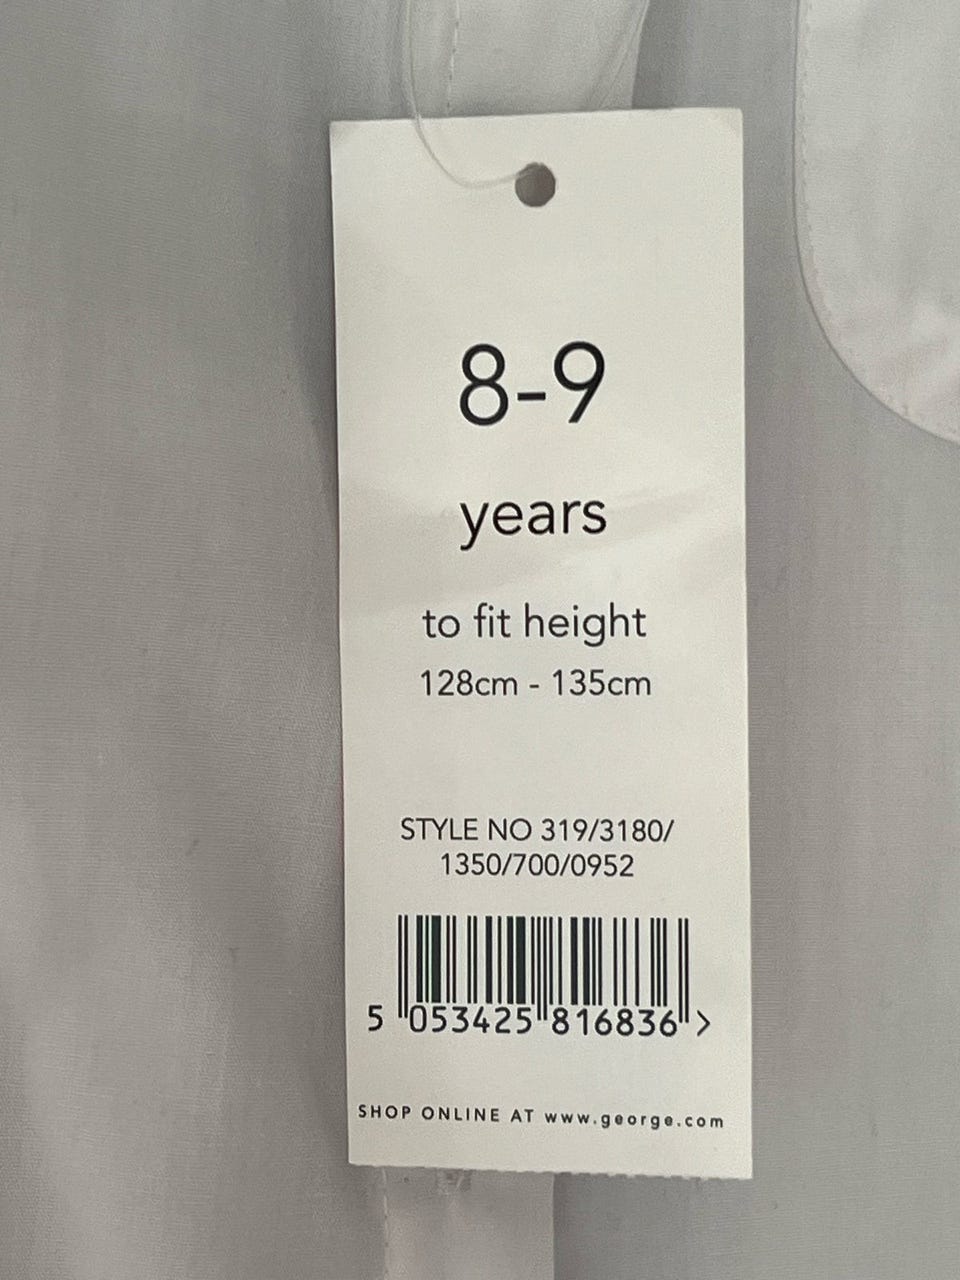 8-9
years
to fit height
128cm - 135cm
STYLE NO 319/3180/
1350/700/0952
5 053425 816836 >
SHOP ONLINE AT www.george.com